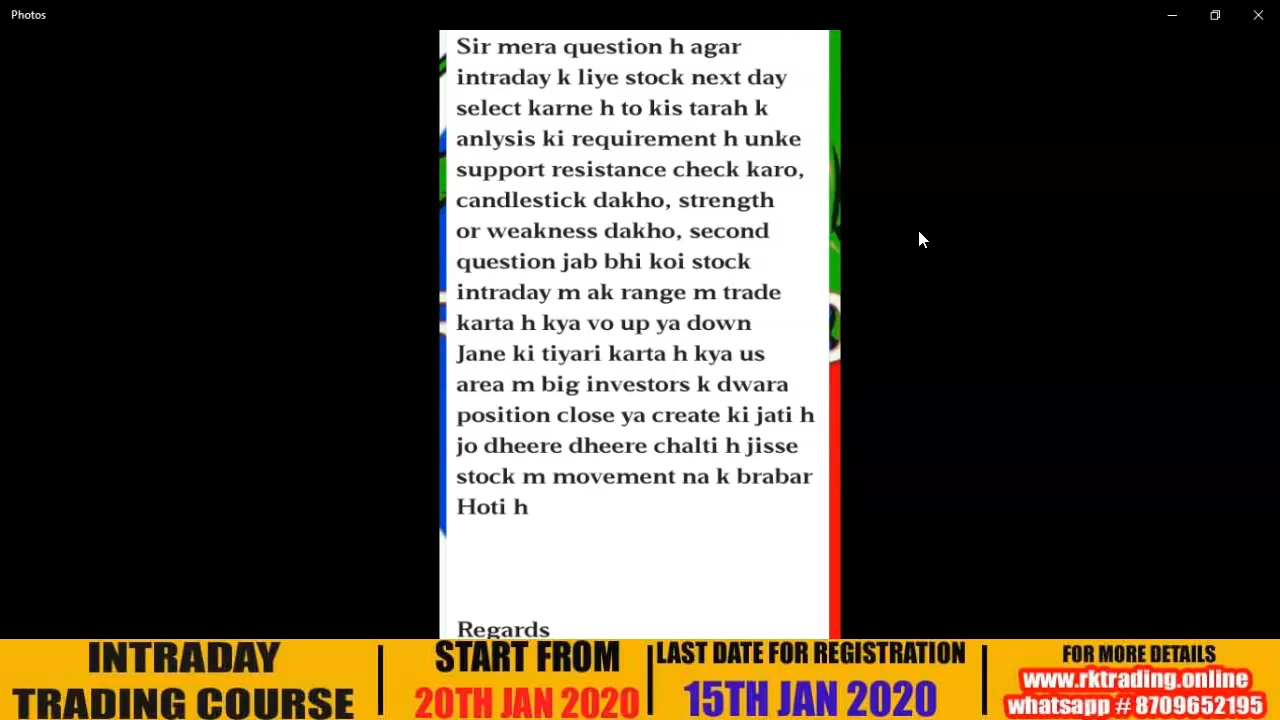 Photos
Sir mera question h agar
intraday k liye stock next day
select karne h to kis tarah k
anlysis ki requirement h unke
support resistance check karo,
candlestick dakho, strength
or weakness dakho, second
question jab bhi koi stock
intraday m ak range m trade
karta h kya vo up ya down
Jane ki tiyari karta h kya us
area m big investors k dwara
position close ya create ki jati h
jo dheere dheere chalti h jisse
stock m movement na k brabar
Hoti h
Regards
INTRADAY
TRADING COURSE
START FROM
20TH JAN 2020
LAST DATE FOR REGISTRATION
15TH JAN 2020
FOR MORE DETAILS
www.rktrading.online
whatsapp # 8709652195